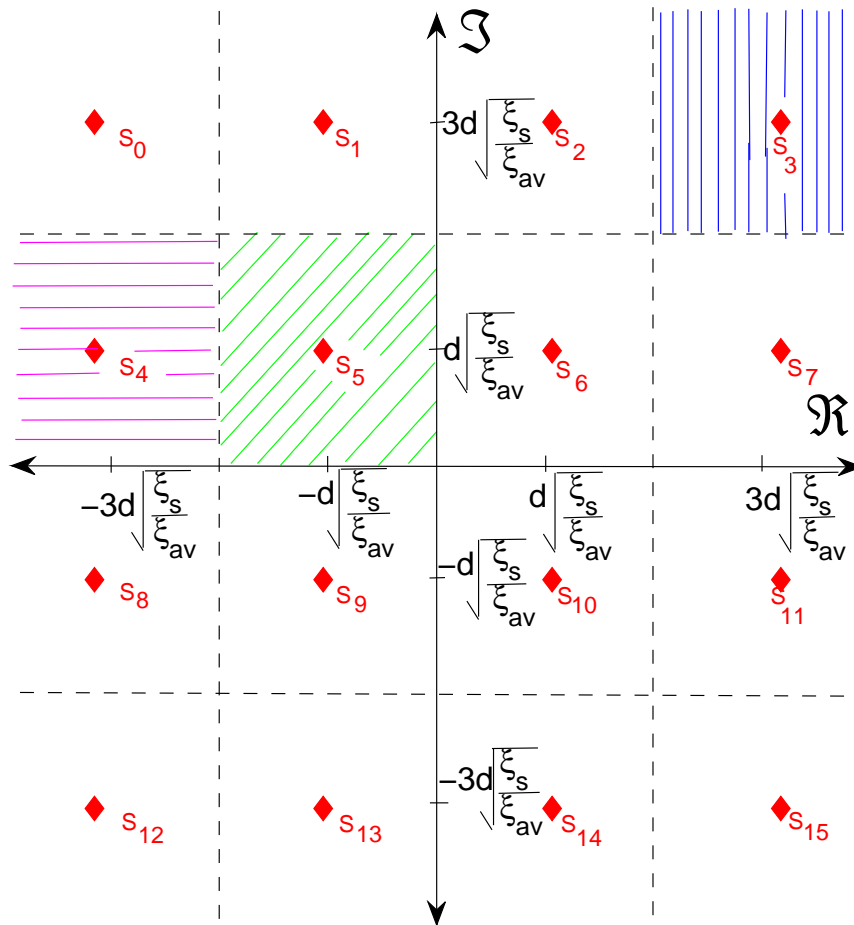 ℑ
S₀ S₁ 3d√(ξₛ/ξₐᵥ) S₂ S₃
S₄ S₅ d√(ξₛ/ξₐᵥ) S₆ S₇
ℜ
−3d√(ξₛ/ξₐᵥ) −d√(ξₛ/ξₐᵥ) d√(ξₛ/ξₐᵥ) 3d√(ξₛ/ξₐᵥ)
S₈ S₉ −d√(ξₛ/ξₐᵥ) S₁₀ S₁₁
S₁₂ S₁₃ −3d√(ξₛ/ξₐᵥ) S₁₄ S₁₅